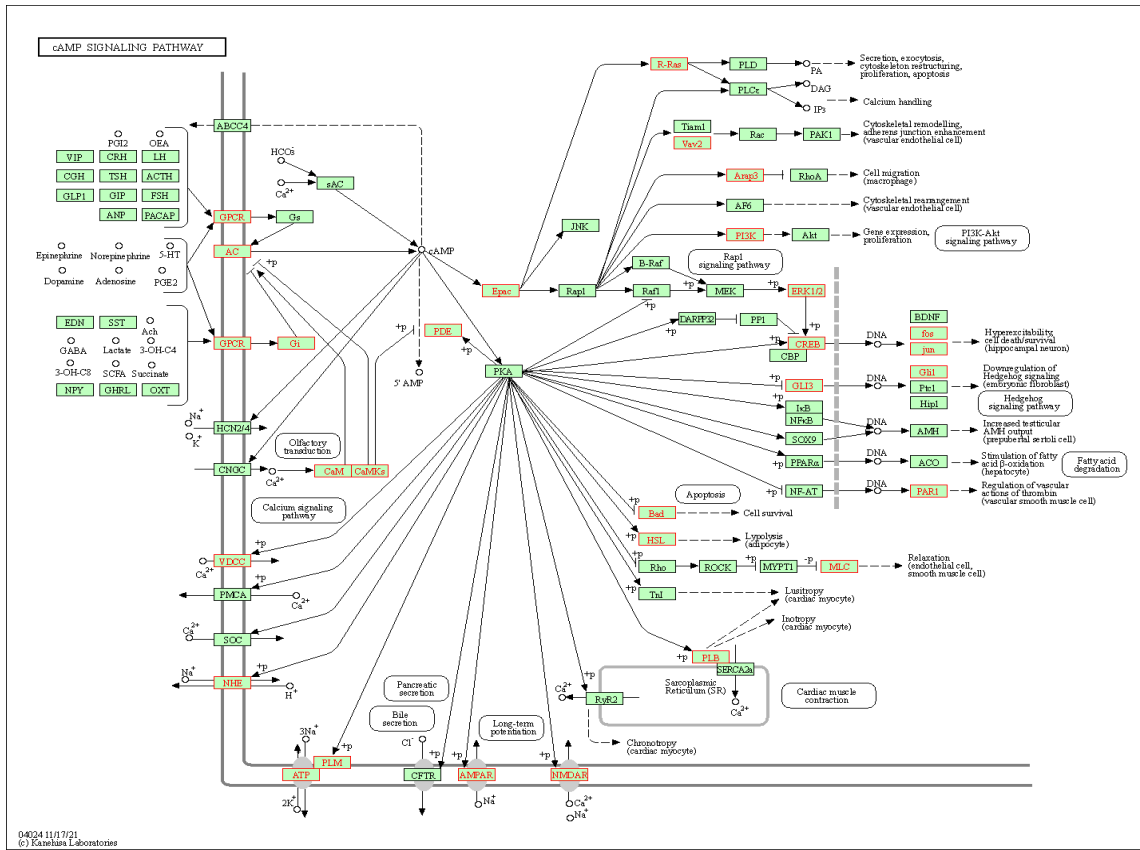 cAMP SIGNALING PATHWAY
R-Ras
PLD
PA
Secretion, exocytosis,
cytoskeleton restructuring,
proliferation, apoptosis
PLCε
DAG
IP₃
Calcium handling
ABCC4
PGI2
OEA
VIP
CRH
LH
CGH
TSH
ACTH
GLP1
GIP
FSH
ANP
PACAP
HCO₃⁻
Ca²⁺
sAC
GPCR
Gs
AC
+p
cAMP
Tiam1
Vav2
Rac
PAK1
Cytoskeletal remodelling,
adherens junction enhancement
(vascular endothelial cell)
Arap3
RhoA
Cell migration
(macrophage)
AF6
Cytoskeletal rearrangement
(vascular endothelial cell)
JNK
PI3K
Akt
Gene expression,
proliferation
PI3K-Akt
signaling pathway
Epinephrine
Norepinephrine
5-HT
Dopamine
Adenosine
PGE2
Rap1
signaling pathway
B-Raf
Epac
Rap1
Raf1
+p
MEK
+p
ERK1/2
EDN
SST
Ach
GABA
Lactate
3-OH-C4
3-OH-C8
SCFA
Succinate
NPY
GHRL
OXT
GPCR
Gi
+p
PDE
+p
5' AMP
PKA
DARPP32
+p
PP1
+p
+p
CREB
CBP
DNA
BDNF
fos
jun
Hyperexcitability
cell death/survival
(hippocampal neuron)
+p
GLI3
DNA
Gli1
Ptc1
Hip1
Downregulation of
Hedgehog signaling
(embryonic fibroblast)
Hedgehog
signaling pathway
+p
IκB
NFκB
+p
SOX9
DNA
AMH
Increased testicular
AMH output
(prepubertal sertoli cell)
+p
PPARα
DNA
ACO
Stimulation of fatty
acid β-oxidation
(hepatocyte)
Fatty acid
degradation
+p
NF-AT
DNA
PAR1
Regulation of vascular
actions of thrombin
(vascular smooth muscle cell)
Na⁺
K⁺
HCN2/4
CNGC
Ca²⁺
Olfactory
transduction
CaM
CaMKs
Calcium signaling
pathway
Apoptosis
+p
Bad
Cell survival
+p
HSL
Lypolysis
(adipocyte)
+p
Rho
ROCK
+p
MYPT1
-p
MLC
Relaxation
(endothelial cell,
smooth muscle cell)
+p
TnI
Lusitropy
(cardiac myocyte)
Inotropy
(cardiac myocyte)
+p
VDCC
Ca²⁺
+p
PMCA
Ca²⁺
Ca²⁺
SOC
+p
NHE
Na⁺
H⁺
+p
PLB
SERCA2a
Sarcoplasmic
Reticulum (SR)
Ca²⁺
Cardiac muscle
contraction
Ca²⁺
+p
RyR2
Chronotropy
(cardiac myocyte)
Pancreatic
secretion
Bile
secretion
Long-term
potentiation
3Na⁺
+p
PLM
ATP
2K⁺
Cl⁻
+p
CFTR
+p
AMPAR
Na⁺
+p
NMDAR
Ca²⁺
Na⁺
04024 11/17/21
(c) Kanehisa Laboratories